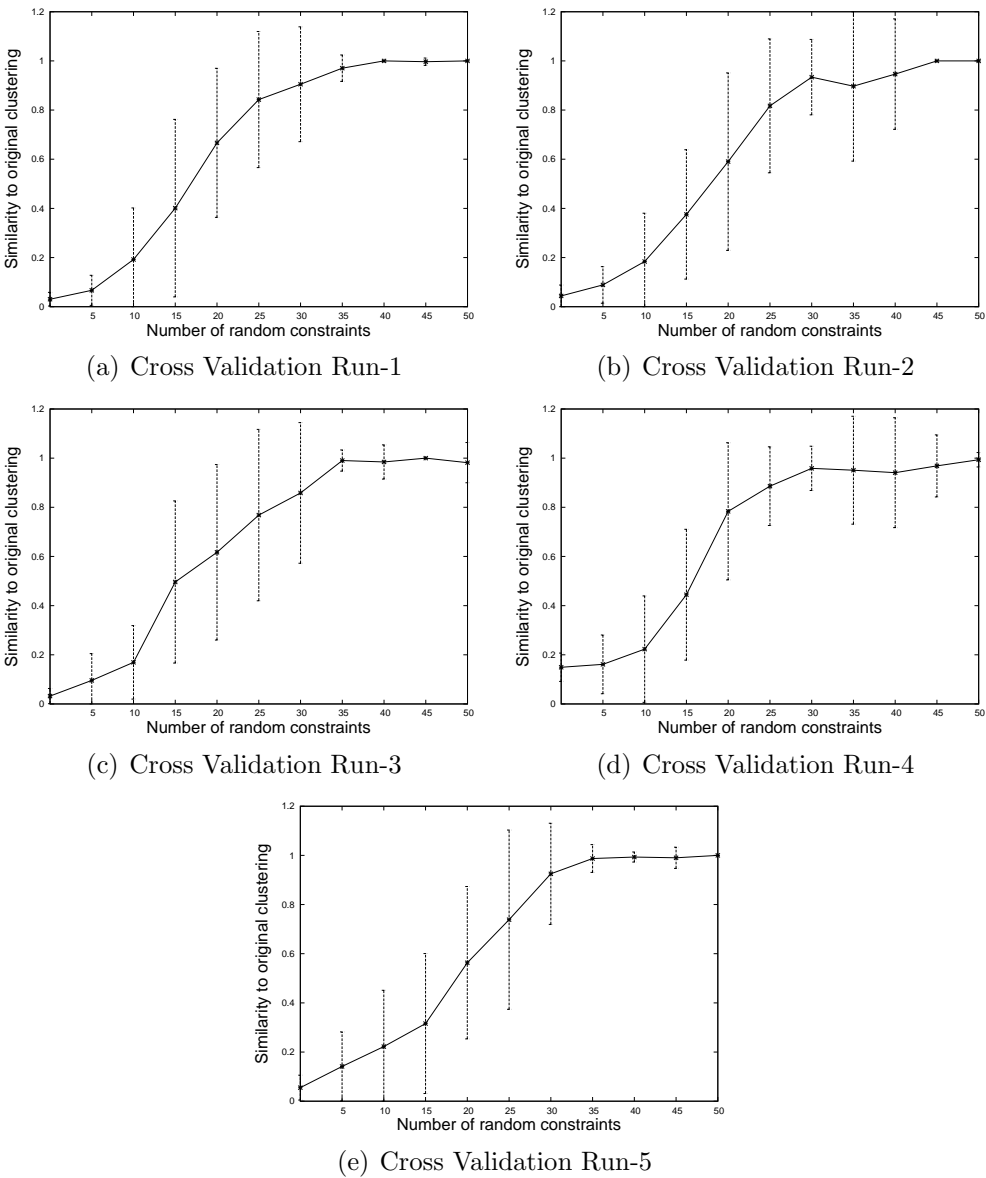 1.2
1
0.8
0.6
0.4
0.2
0
Similarity to original clustering
5 10 15 20 25 30 35 40 45 50
Number of random constraints
(a) Cross Validation Run-1
1.2
1
0.8
0.6
0.4
0.2
0
Similarity to original clustering
5 10 15 20 25 30 35 40 45 50
Number of random constraints
(b) Cross Validation Run-2
1.2
1
0.8
0.6
0.4
0.2
0
Similarity to original clustering
5 10 15 20 25 30 35 40 45 50
Number of random constraints
(c) Cross Validation Run-3
1.2
1
0.8
0.6
0.4
0.2
0
Similarity to original clustering
5 10 15 20 25 30 35 40 45 50
Number of random constraints
(d) Cross Validation Run-4
1.2
1
0.8
0.6
0.4
0.2
0
Similarity to original clustering
5 10 15 20 25 30 35 40 45 50
Number of random constraints
(e) Cross Validation Run-5